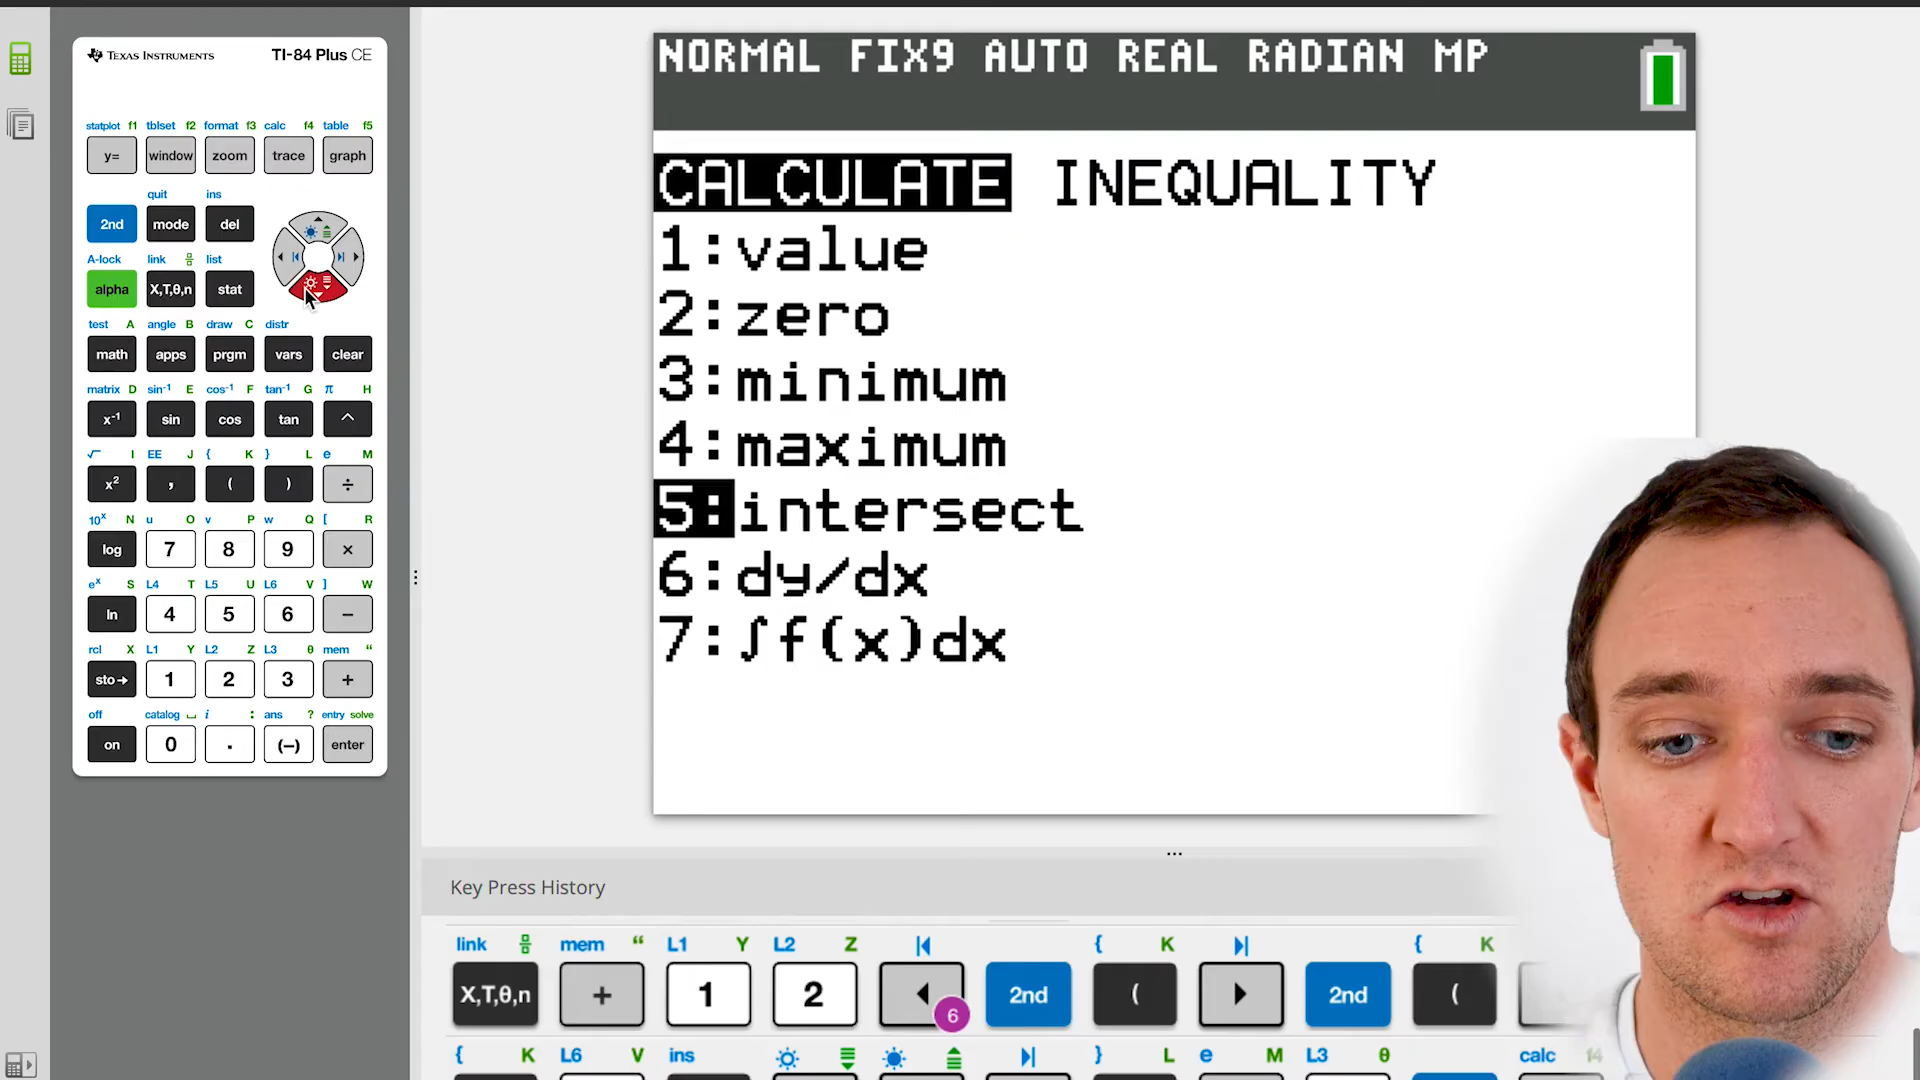 TEXAS INSTRUMENTS TI-84 Plus CE
statplot f1 tblset f2 format f3 calc f4 table f5
y= window zoom trace graph
quit ins
2nd mode del
A-lock link list
alpha X,T,θ,n stat
test A angle B draw C distr
math apps prgm vars clear
matrix D sin⁻¹ E cos⁻¹ F tan⁻¹ G π H
x⁻¹ sin cos tan ^
√ I EE J { K } L e M
x² , ( ) ÷
10ˣ N u O v P w Q [ R
log 7 8 9 ×
eˣ S L4 T L5 U L6 V ] W
ln 4 5 6 −
rcl X L1 Y L2 Z L3 θ mem “
sto→ 1 2 3 +
off catalog ⎵ i : ans ? entry solve
on 0 . (–) enter
NORMAL FIX9 AUTO REAL RADIAN MP
CALCULATE INEQUALITY
1:value
2:zero
3:minimum
4:maximum
5:intersect
6:dy/dx
7:∫f(x)dx
Key Press History
link mem “ L1 Y L2 Z { K { K
X,T,θ,n + 1 2 6 2nd ( 2nd (
{ K L6 V ins } L e M L3 θ calc f4